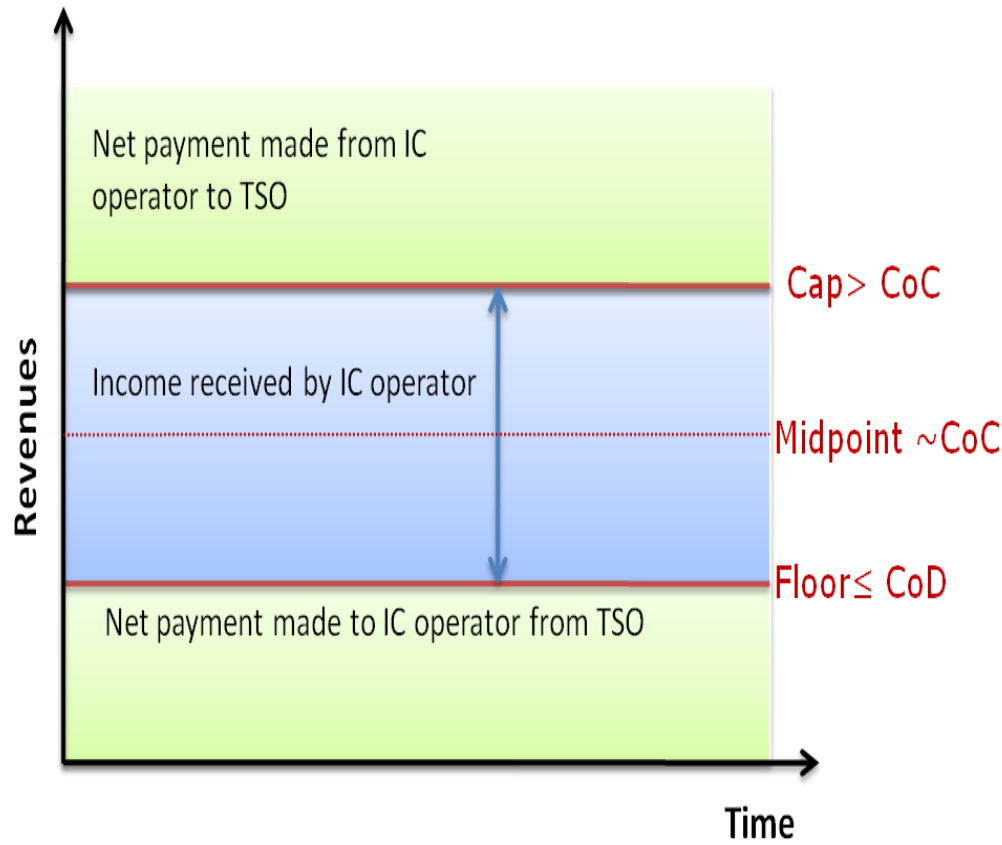 Net payment made from IC
operator to TSO
Cap> CoC
Income received by IC operator
Midpoint ~CoC
Revenues
Floor≤ CoD
Net payment made to IC operator from TSO
Time